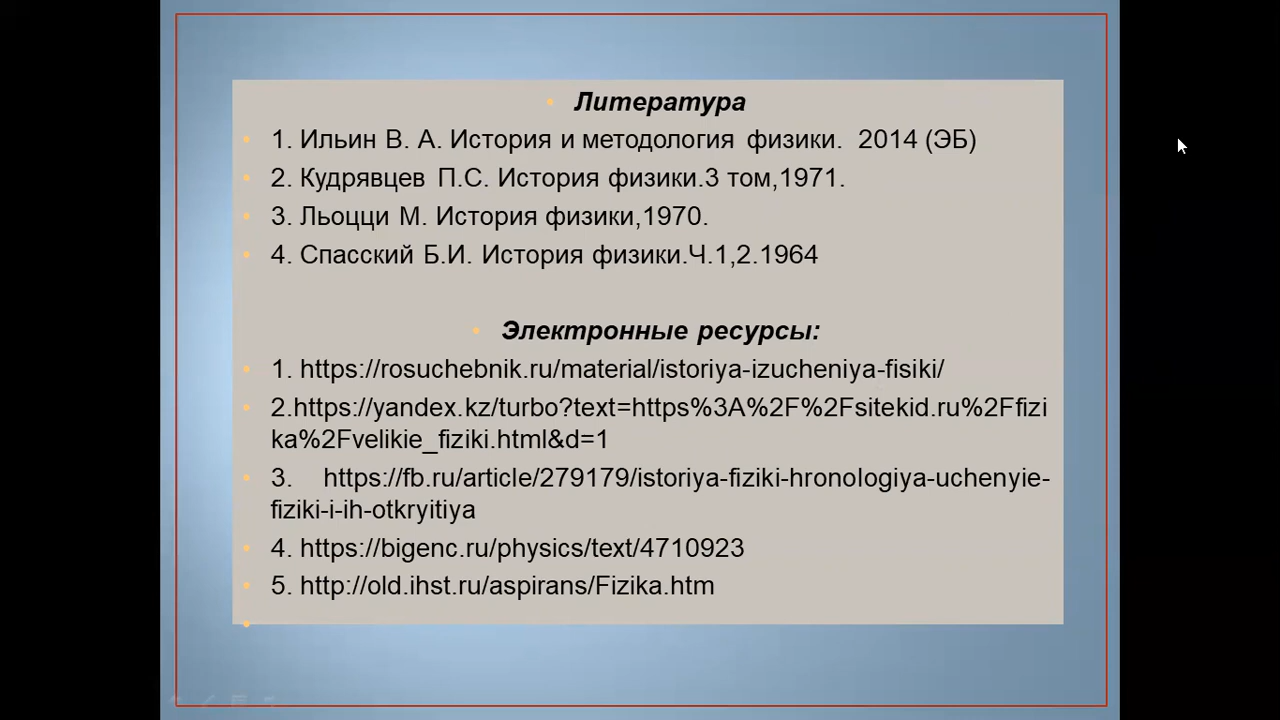 Литература
1. Ильин В. А. История и методология физики. 2014 (ЭБ)
2. Кудрявцев П.С. История физики.3 том,1971.
3. Льоцци М. История физики,1970.
4. Спасский Б.И. История физики.Ч.1,2.1964
Электронные ресурсы:
1. https://rosuchebnik.ru/material/istoriya-izucheniya-fisiki/
2.https://yandex.kz/turbo?text=https%3A%2F%2Fsitekid.ru%2Ffizi
ka%2Fvelikie_fiziki.html&d=1
3. https://fb.ru/article/279179/istoriya-fiziki-hronologiya-uchenyie-
fiziki-i-ih-otkryitiya
4. https://bigenc.ru/physics/text/4710923
5. http://old.ihst.ru/aspirans/Fizika.htm